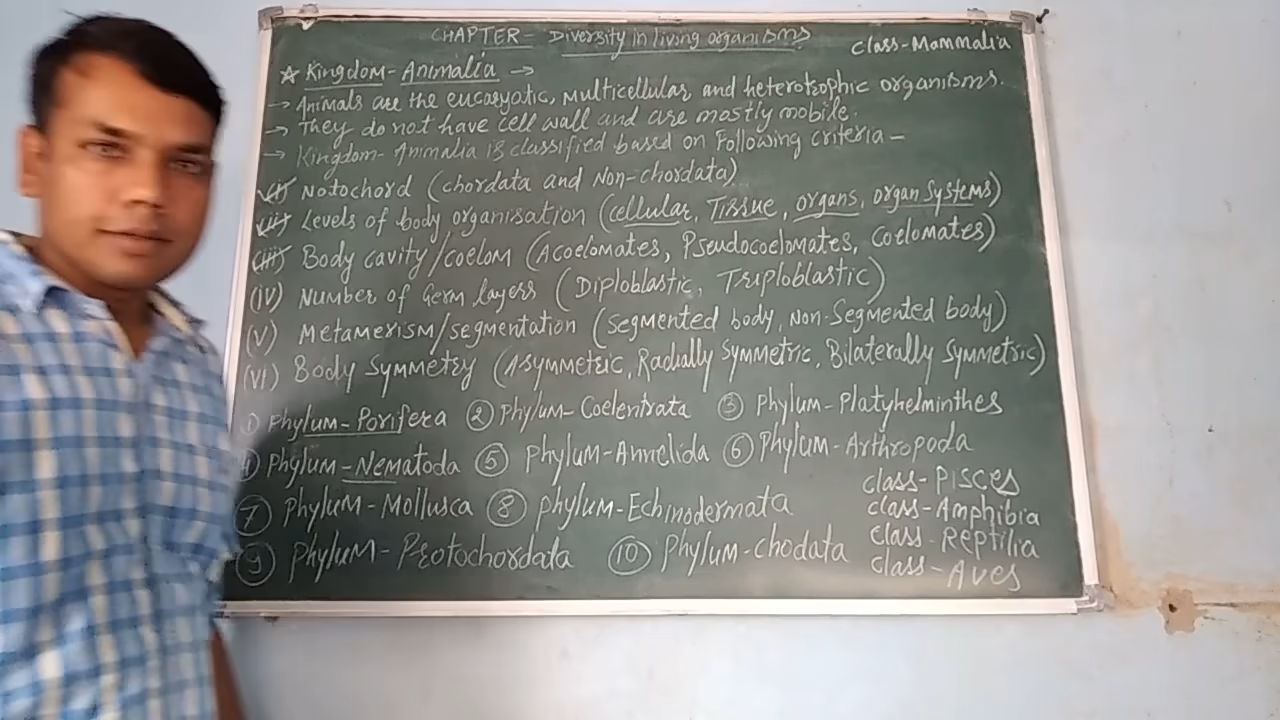 CHAPTER - Diversity in living organisms
Class - Mammalia
☆ Kingdom - Animalia →
→ Animals are the eucaryotic, multicellular and heterotrophic organisms.
→ They do not have cell wall and are mostly mobile.
→ Kingdom - Animalia is classified based on Following criteria -
(i) Notochord (chordata and Non-chordata)
(ii) Levels of body organisation (cellular, Tissue, organs, organ systems)
(iii) Body cavity/coelom (Acoelomates, Pseudocoelomates, Coelomates)
(iv) Number of Germ layers (Diploblastic, Triploblastic)
(v) Metamerism/segmentation (segmented body, Non-Segmented body)
(vi) Body symmetry (Asymmetric, Radially symmetric, Bilaterally symmetric)
① Phylum - Porifera ② Phylum - Coelentrata ③ Phylum - Platyhelminthes
④ Phylum - Nematoda ⑤ Phylum - Annelida ⑥ Phylum - Arthropoda
⑦ Phylum - Mollusca ⑧ Phylum - Echinodermata
⑨ Phylum - Protochordata ⑩ Phylum - chodata
class - Pisces
class - Amphibia
class - Reptilia
class - Aves